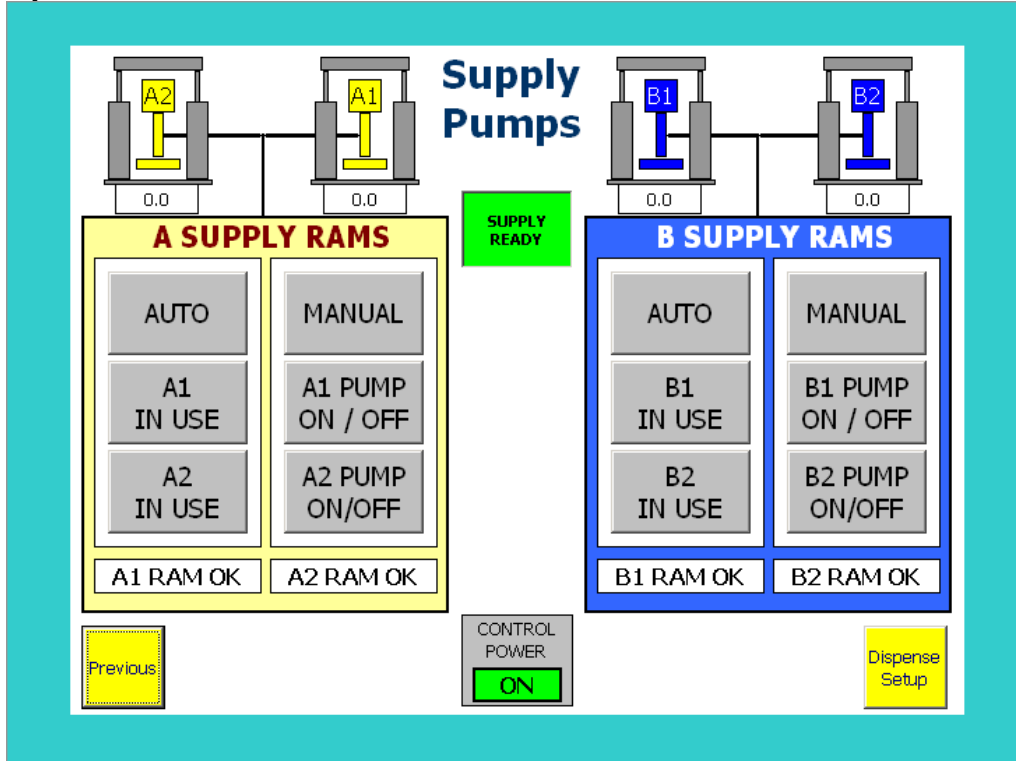 A2
A1
Supply
Pumps
B1
B2
0.0
0.0
0.0
0.0
SUPPLY
READY
A SUPPLY RAMS
AUTO
MANUAL
A1
IN USE
A1 PUMP
ON / OFF
A2
IN USE
A2 PUMP
ON/OFF
A1 RAM OK
A2 RAM OK
B SUPPLY RAMS
AUTO
MANUAL
B1
IN USE
B1 PUMP
ON / OFF
B2
IN USE
B2 PUMP
ON/OFF
B1 RAM OK
B2 RAM OK
Previous
CONTROL
POWER
ON
Dispense
Setup